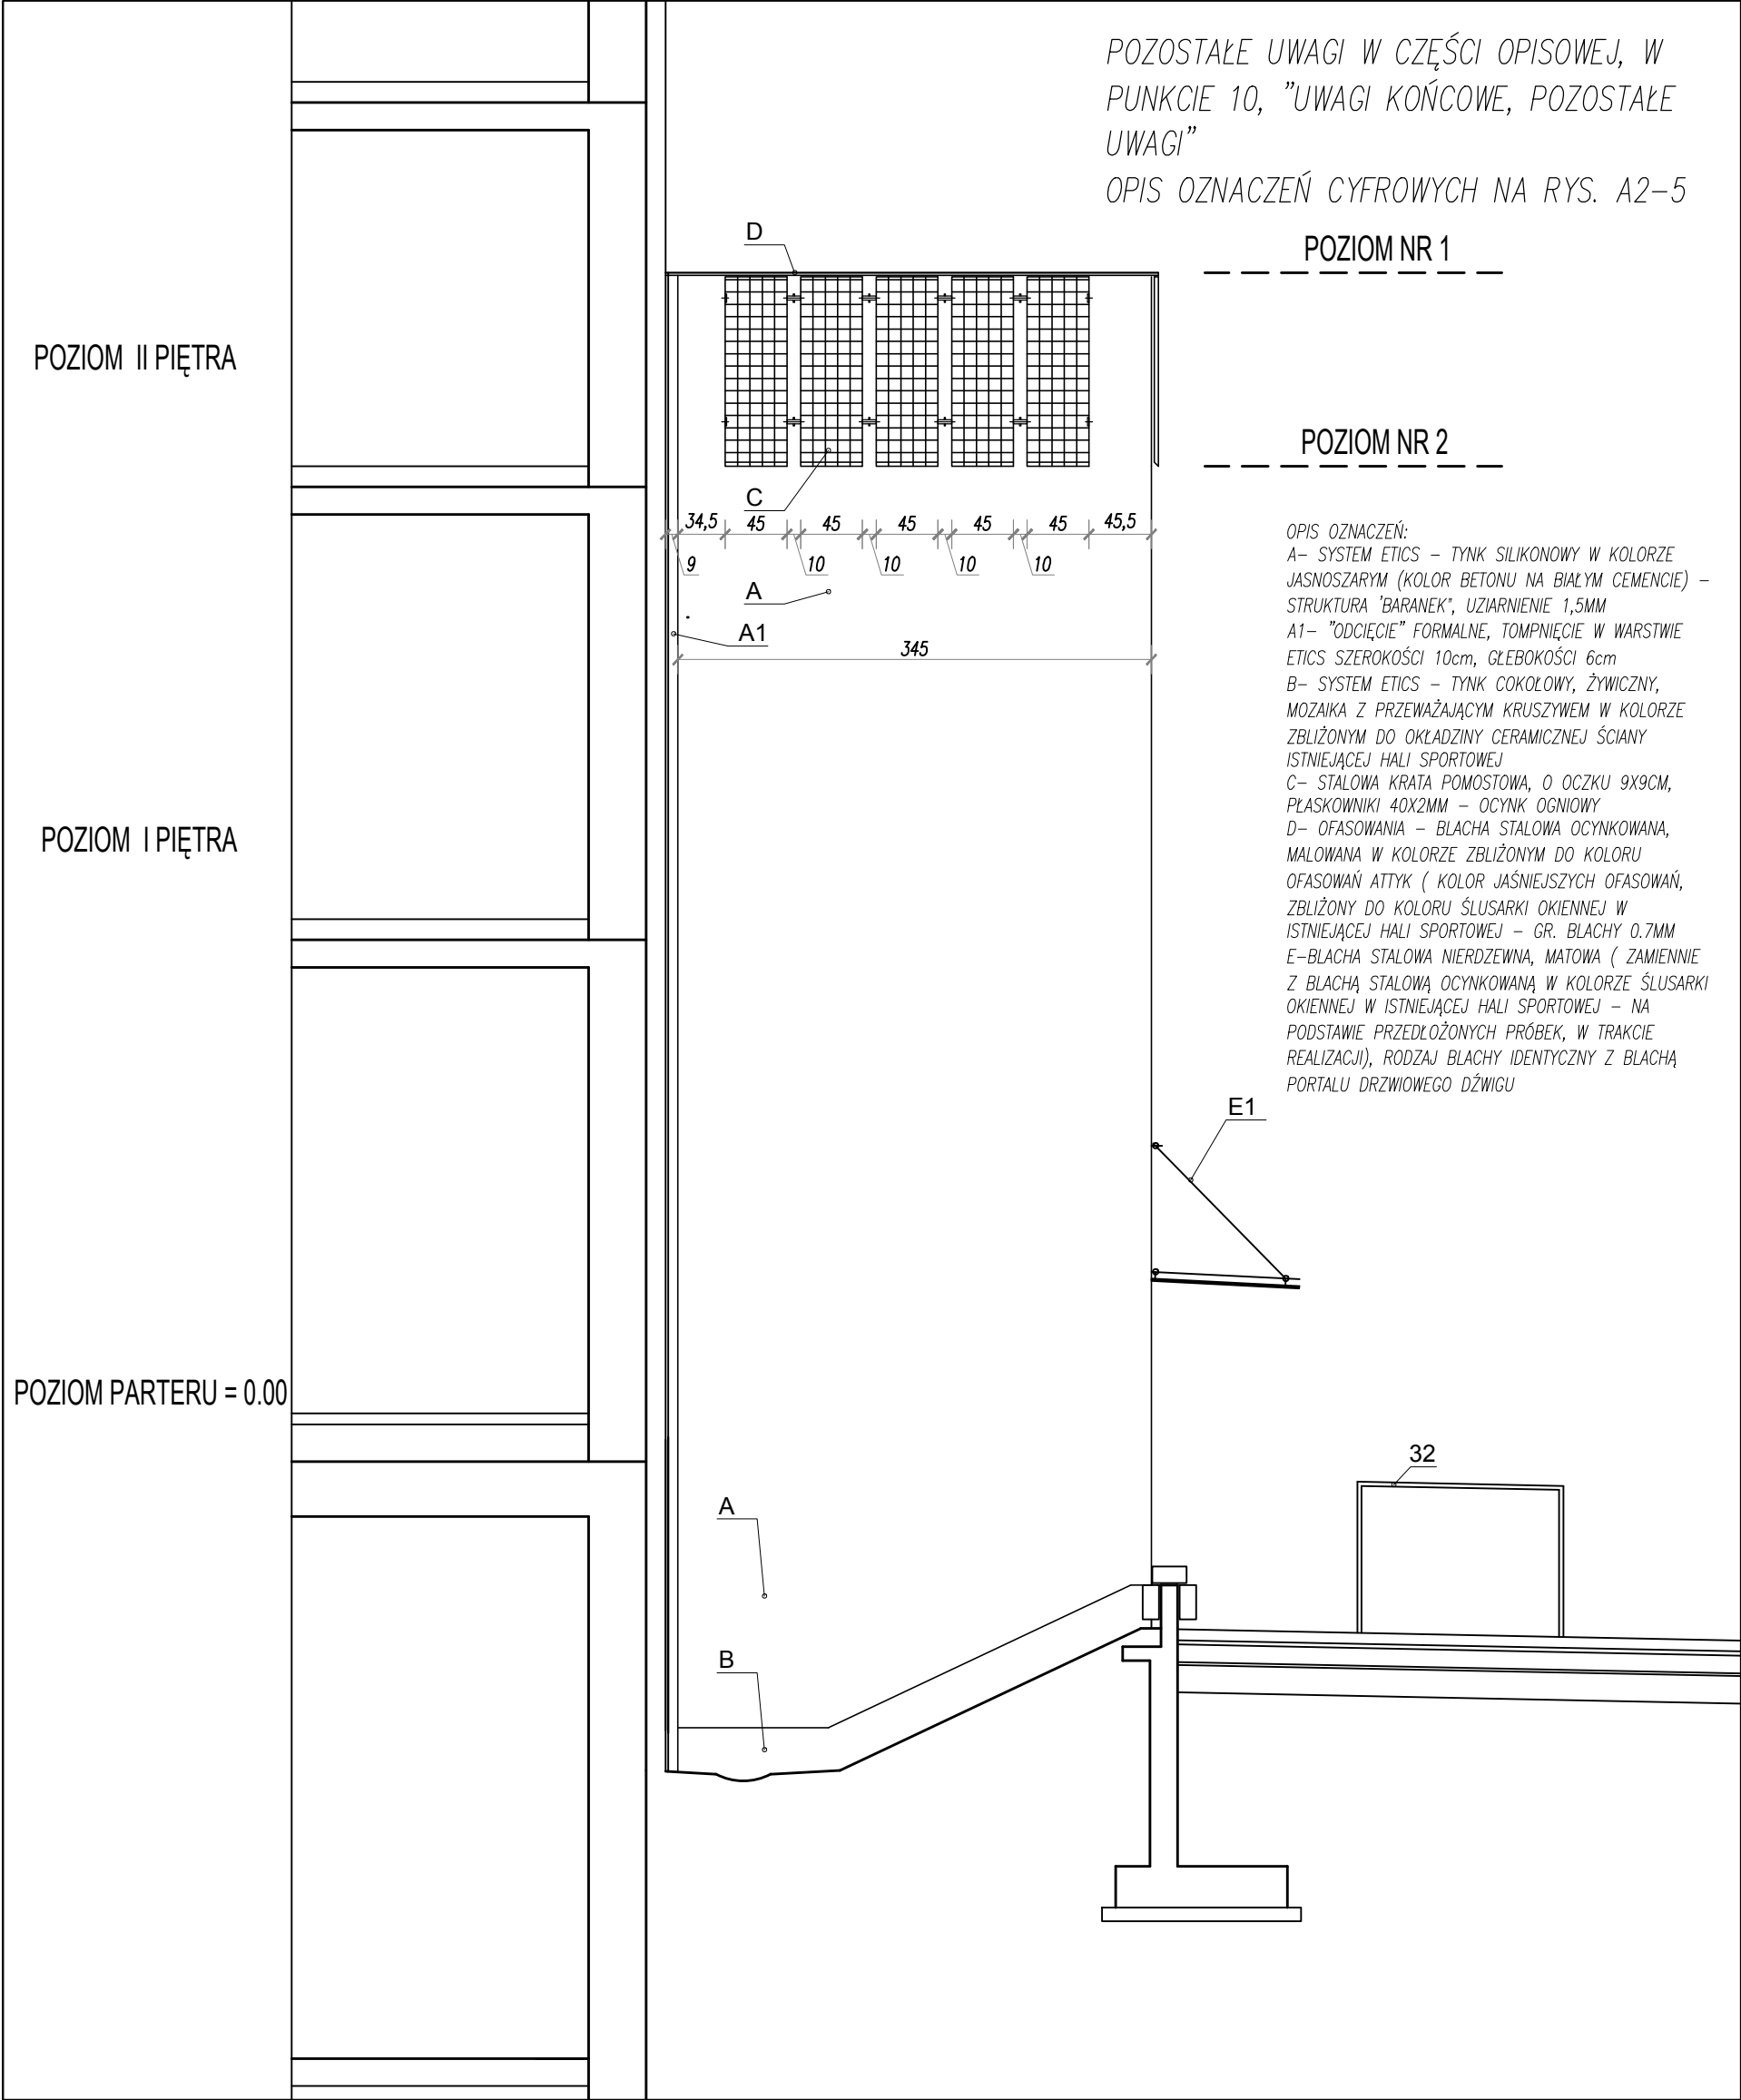 POZOSTAŁE UWAGI W CZĘŚCI OPISOWEJ, W
PUNKCIE 10, "UWAGI KOŃCOWE, POZOSTAŁE
UWAGI"
OPIS OZNACZEŃ CYFROWYCH NA RYS. A2-5
D
POZIOM NR 1
POZIOM II PIĘTRA
POZIOM NR 2
C
34,5 45 45 45 45 45 45,5
9 10 10 10 10
A
A1
345
OPIS OZNACZEŃ:
A- SYSTEM ETICS - TYNK SILIKONOWY W KOLORZE
JASNOSZARYM (KOLOR BETONU NA BIAŁYM CEMENCIE) -
STRUKTURA 'BARANEK", UZIARNIENIE 1,5MM
A1- "ODCIĘCIE" FORMALNE, TOMPNIĘCIE W WARSTWIE
ETICS SZEROKOŚCI 10cm, GŁEBOKOŚCI 6cm
B- SYSTEM ETICS - TYNK COKOŁOWY, ŻYWICZNY,
MOZAIKA Z PRZEWAŻAJĄCYM KRUSZYWEM W KOLORZE
ZBLIŻONYM DO OKŁADZINY CERAMICZNEJ ŚCIANY
ISTNIEJĄCEJ HALI SPORTOWEJ
C- STALOWA KRATA POMOSTOWA, O OCZKU 9X9CM,
PŁASKOWNIKI 40X2MM - OCYNK OGNIOWY
D- OFASOWANIA - BLACHA STALOWA OCYNKOWANA,
MALOWANA W KOLORZE ZBLIŻONYM DO KOLORU
OFASOWAŃ ATTYK ( KOLOR JAŚNIEJSZYCH OFASOWAŃ,
ZBLIŻONY DO KOLORU ŚLUSARKI OKIENNEJ W
ISTNIEJĄCEJ HALI SPORTOWEJ - GR. BLACHY 0.7MM
E-BLACHA STALOWA NIERDZEWNA, MATOWA ( ZAMIENNIE
Z BLACHĄ STALOWĄ OCYNKOWANĄ W KOLORZE ŚLUSARKI
OKIENNEJ W ISTNIEJĄCEJ HALI SPORTOWEJ - NA
PODSTAWIE PRZEDŁOŻONYCH PRÓBEK, W TRAKCIE
REALIZACJI), RODZAJ BLACHY IDENTYCZNY Z BLACHĄ
PORTALU DRZWIOWEGO DŹWIGU
POZIOM I PIĘTRA
E1
POZIOM PARTERU = 0.00
32
A
B